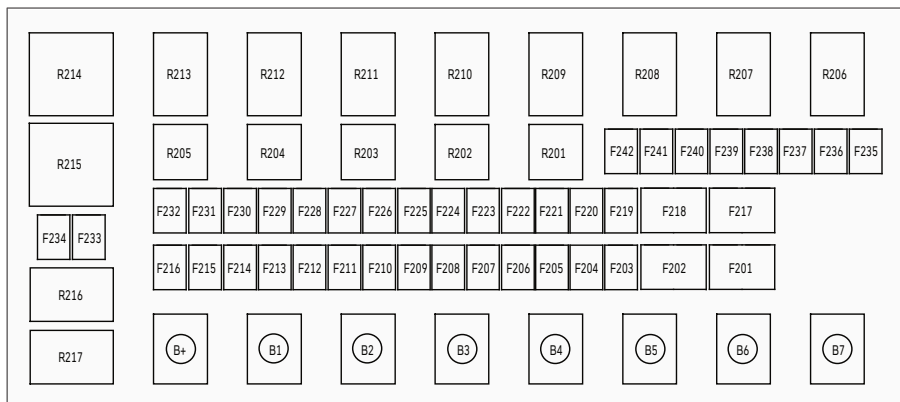 R214 R213 R212 R211 R210 R209 R208 R207 R206
R215 R205 R204 R203 R202 R201 F242 F241 F240 F239 F238 F237 F236 F235
F232 F231 F230 F229 F228 F227 F226 F225 F224 F223 F222 F221 F220 F219 F218 F217
F234 F233
F216 F215 F214 F213 F212 F211 F210 F209 F208 F207 F206 F205 F204 F203 F202 F201
R216
R217 B+ B1 B2 B3 B4 B5 B6 B7